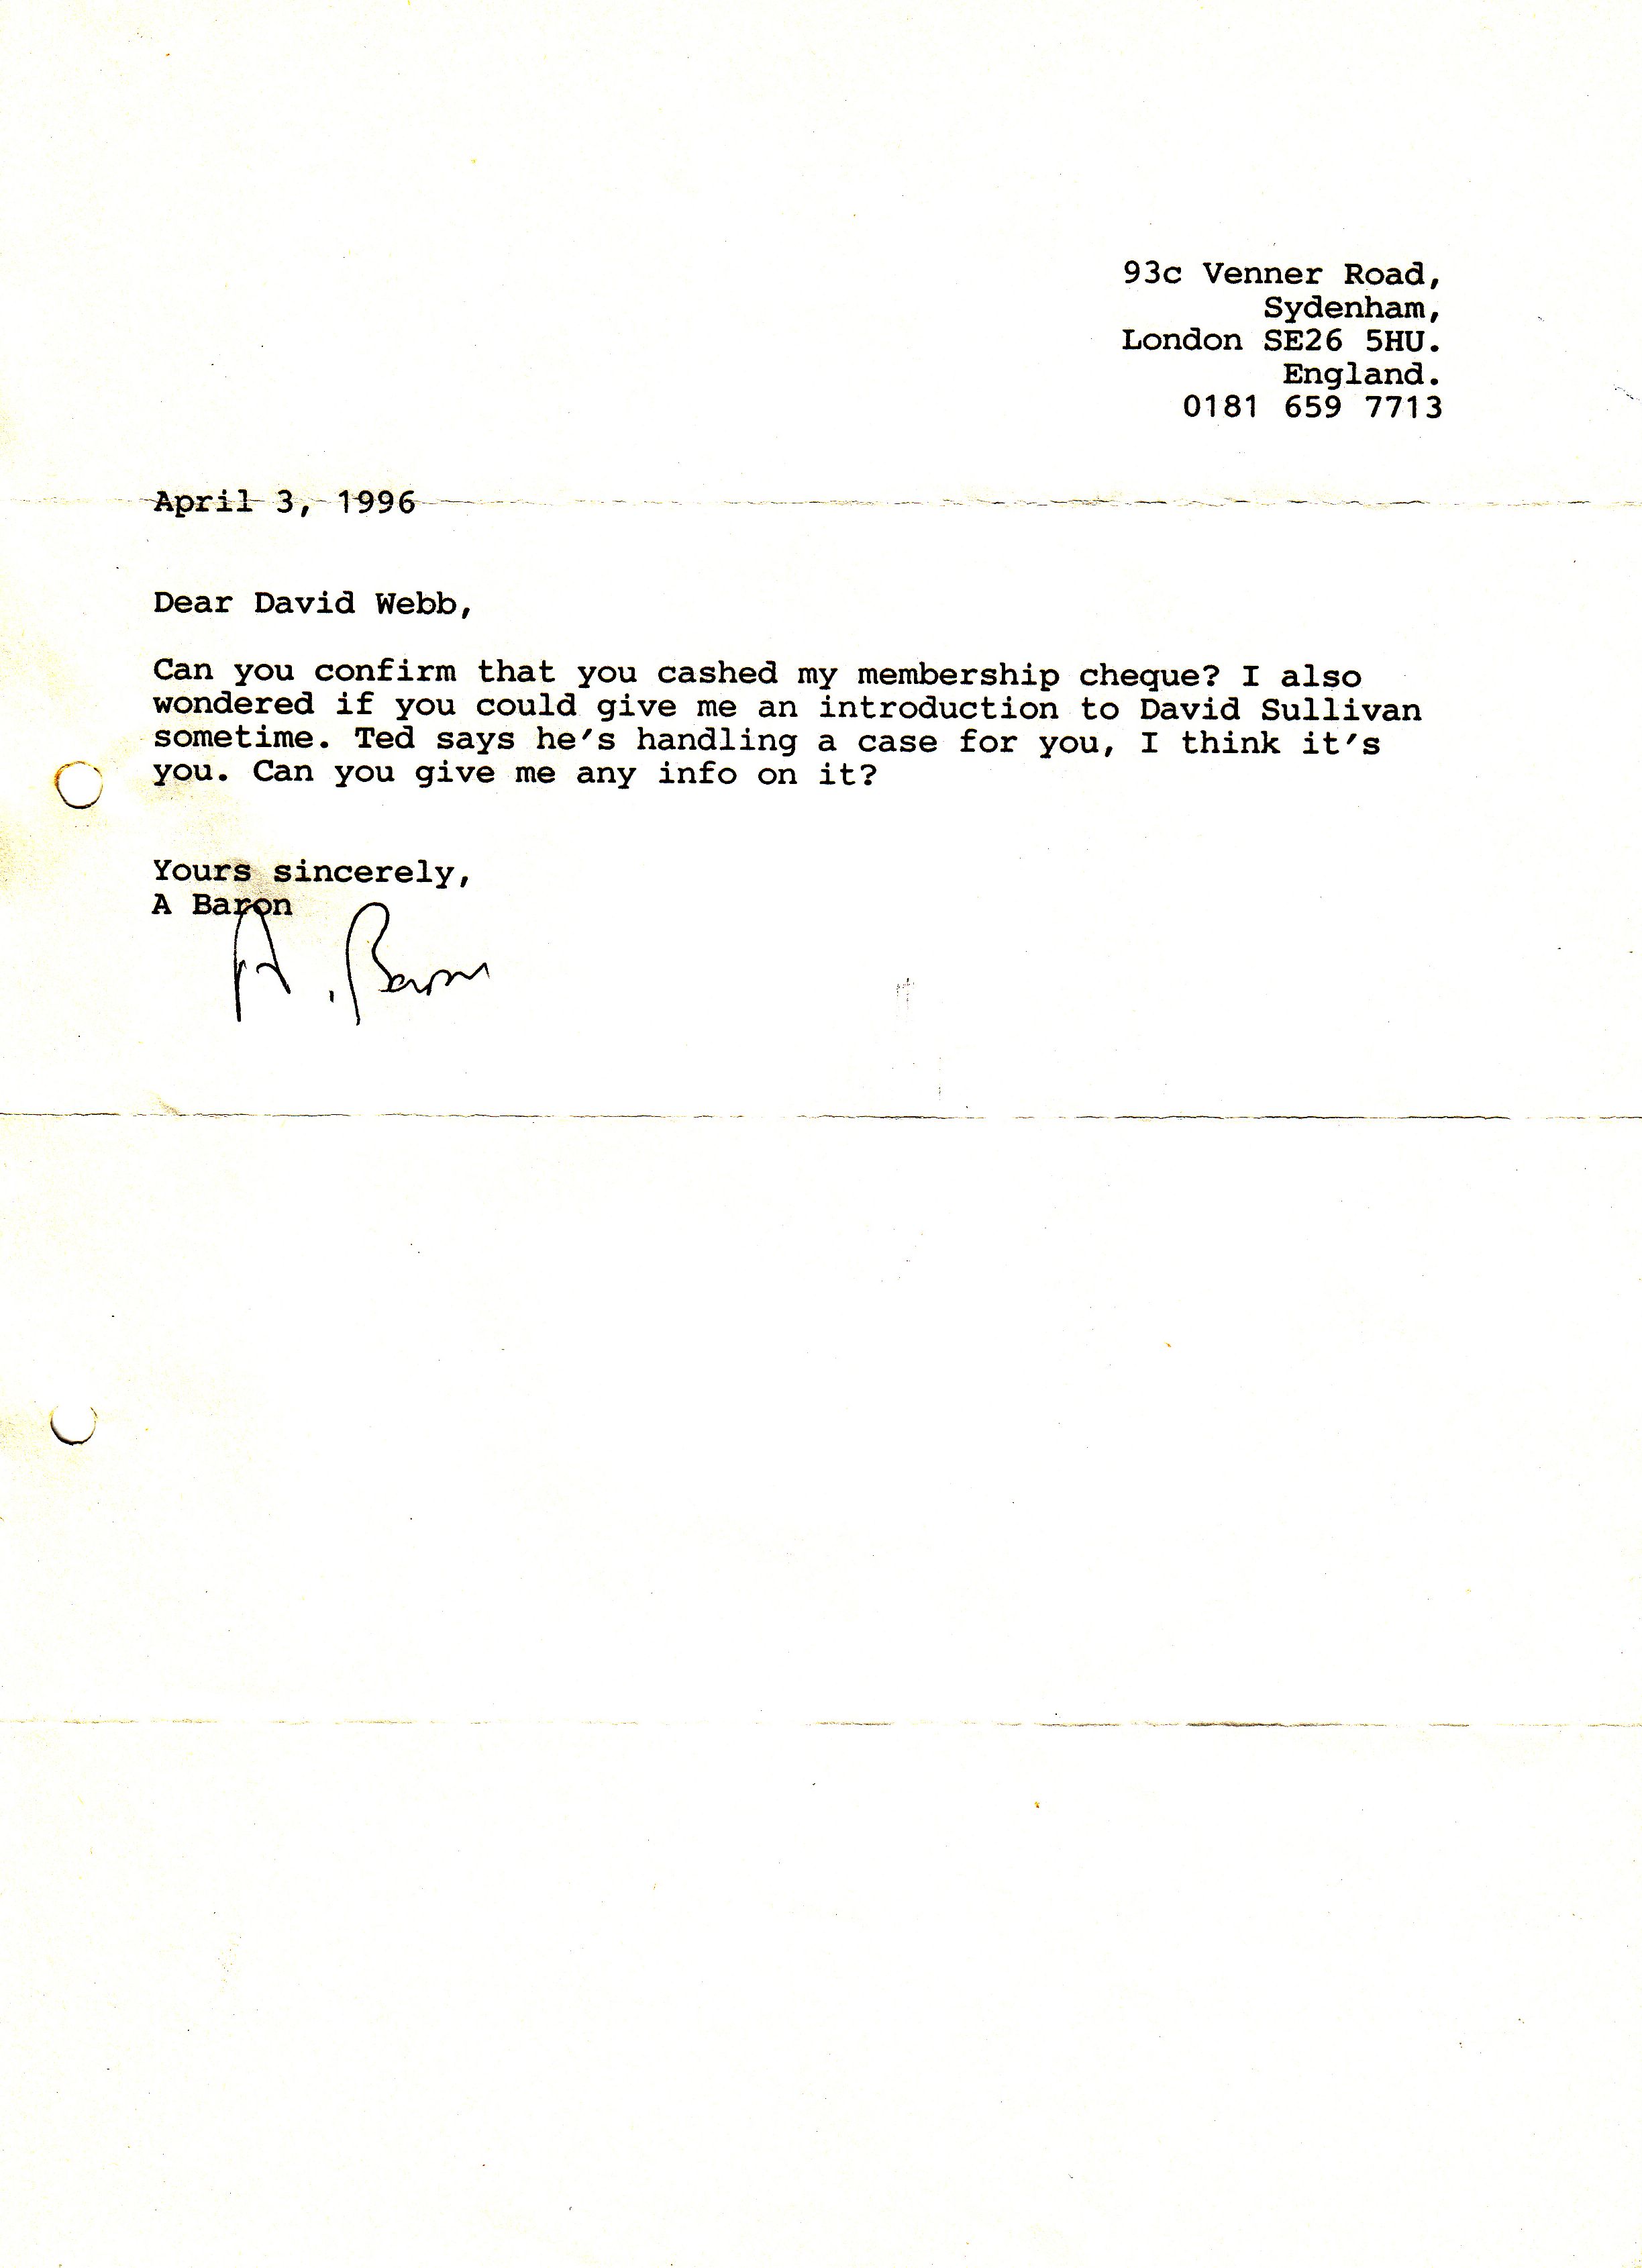 93c Venner Road,
Sydenham,
London SE26 5HU.
England.
0181 659 7713
April 3, 1996
Dear David Webb,
Can you confirm that you cashed my membership cheque? I also
wondered if you could give me an introduction to David Sullivan
sometime. Ted says he's handling a case for you, I think it's
you. Can you give me any info on it?
Yours sincerely,
A Baron
A. Baron